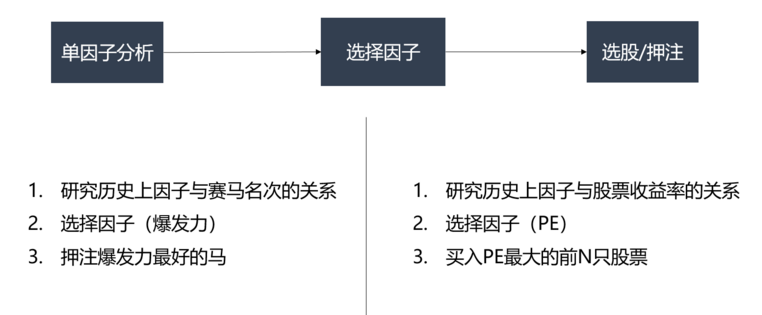 单因子分析
选择因子
选股/押注
1. 研究历史上因子与赛马名次的关系
2. 选择因子（爆发力）
3. 押注爆发力最好的马
1. 研究历史上因子与股票收益率的关系
2. 选择因子（PE）
3. 买入PE最大的前N只股票